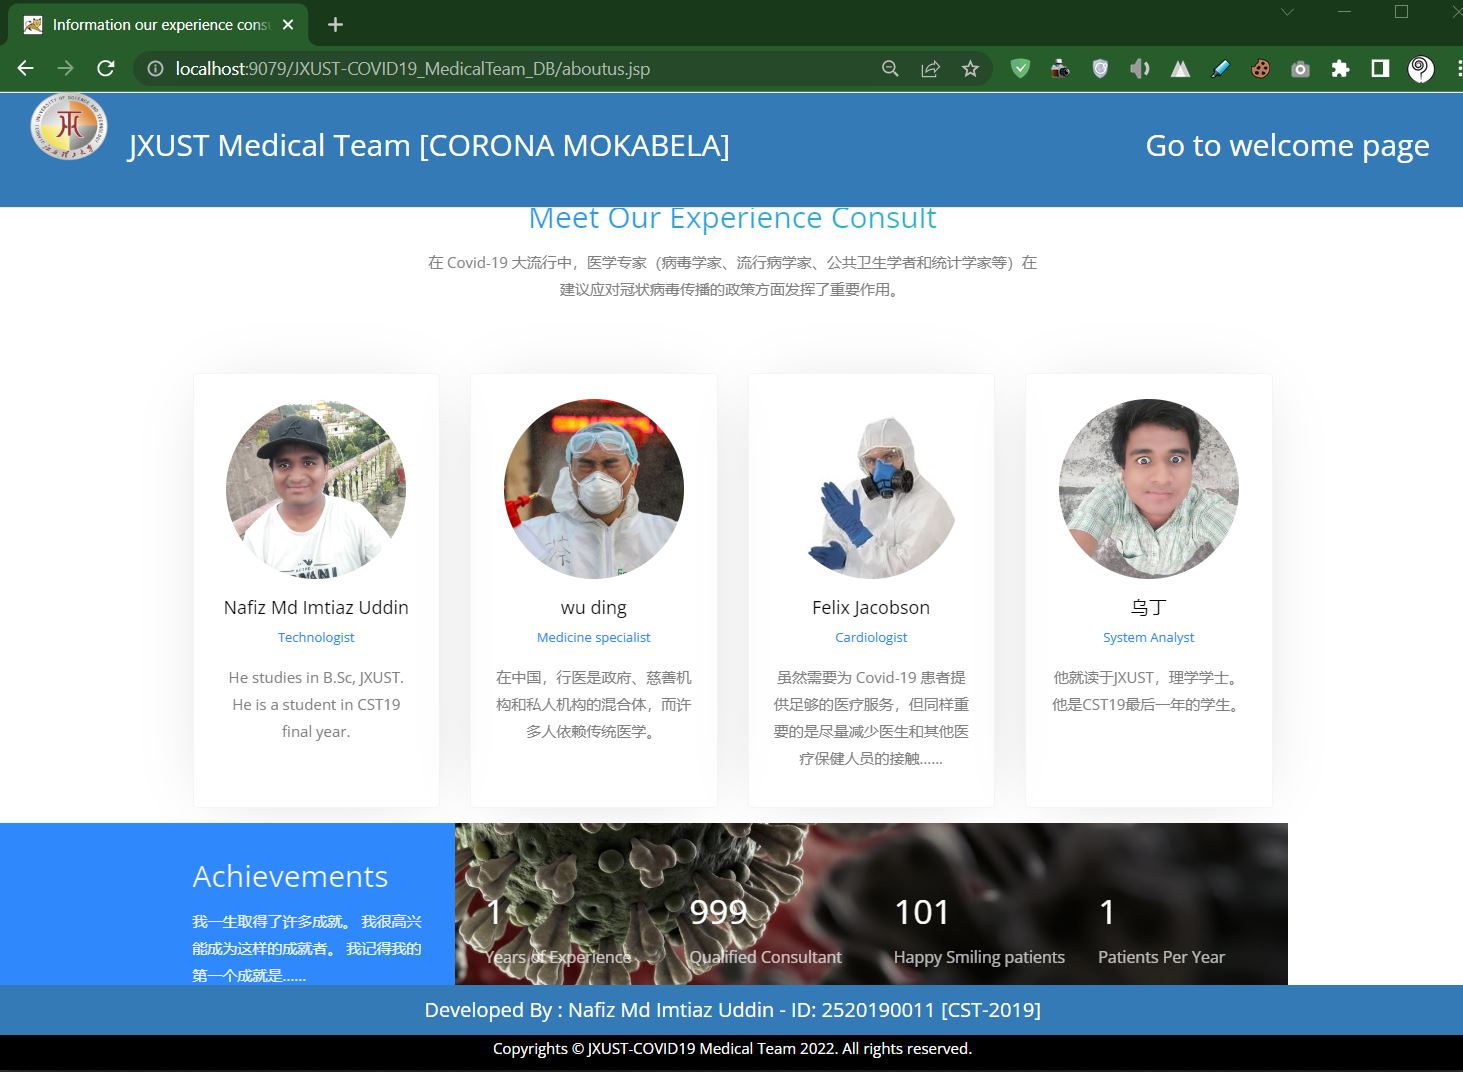 Information our experience consu
localhost:9079/JXUST-COVID19_MedicalTeam_DB/aboutus.jsp
JXUST Medical Team [CORONA MOKABELA]
Go to welcome page
Meet Our Experience Consult
在 Covid-19 大流行中，医学专家（病毒学家、流行病学家、公共卫生学者和统计学家等）在
建议应对冠状病毒传播的政策方面发挥了重要作用。
Nafiz Md Imtiaz Uddin
Technologist
He studies in B.Sc, JXUST.
He is a student in CST19
final year.
wu ding
Medicine specialist
在中国，行医是政府、慈善机
构和私人机构的混合体，而许
多人依赖传统医学。
Felix Jacobson
Cardiologist
虽然需要为 Covid-19 患者提
供足够的医疗服务，但同样重
要的是尽量减少医生和其他医
疗保健人员的接触......
乌丁
System Analyst
他就读于JXUST，理学学士。
他是CST19最后一年的学生。
Achievements
我一生取得了许多成就。 我很高兴
能成为这样的成就者。 我记得我的
第一个成就是......
1
Years of Experience
999
Qualified Consultant
101
Happy Smiling patients
1
Patients Per Year
Developed By : Nafiz Md Imtiaz Uddin - ID: 2520190011 [CST-2019]
Copyrights © JXUST-COVID19 Medical Team 2022. All rights reserved.